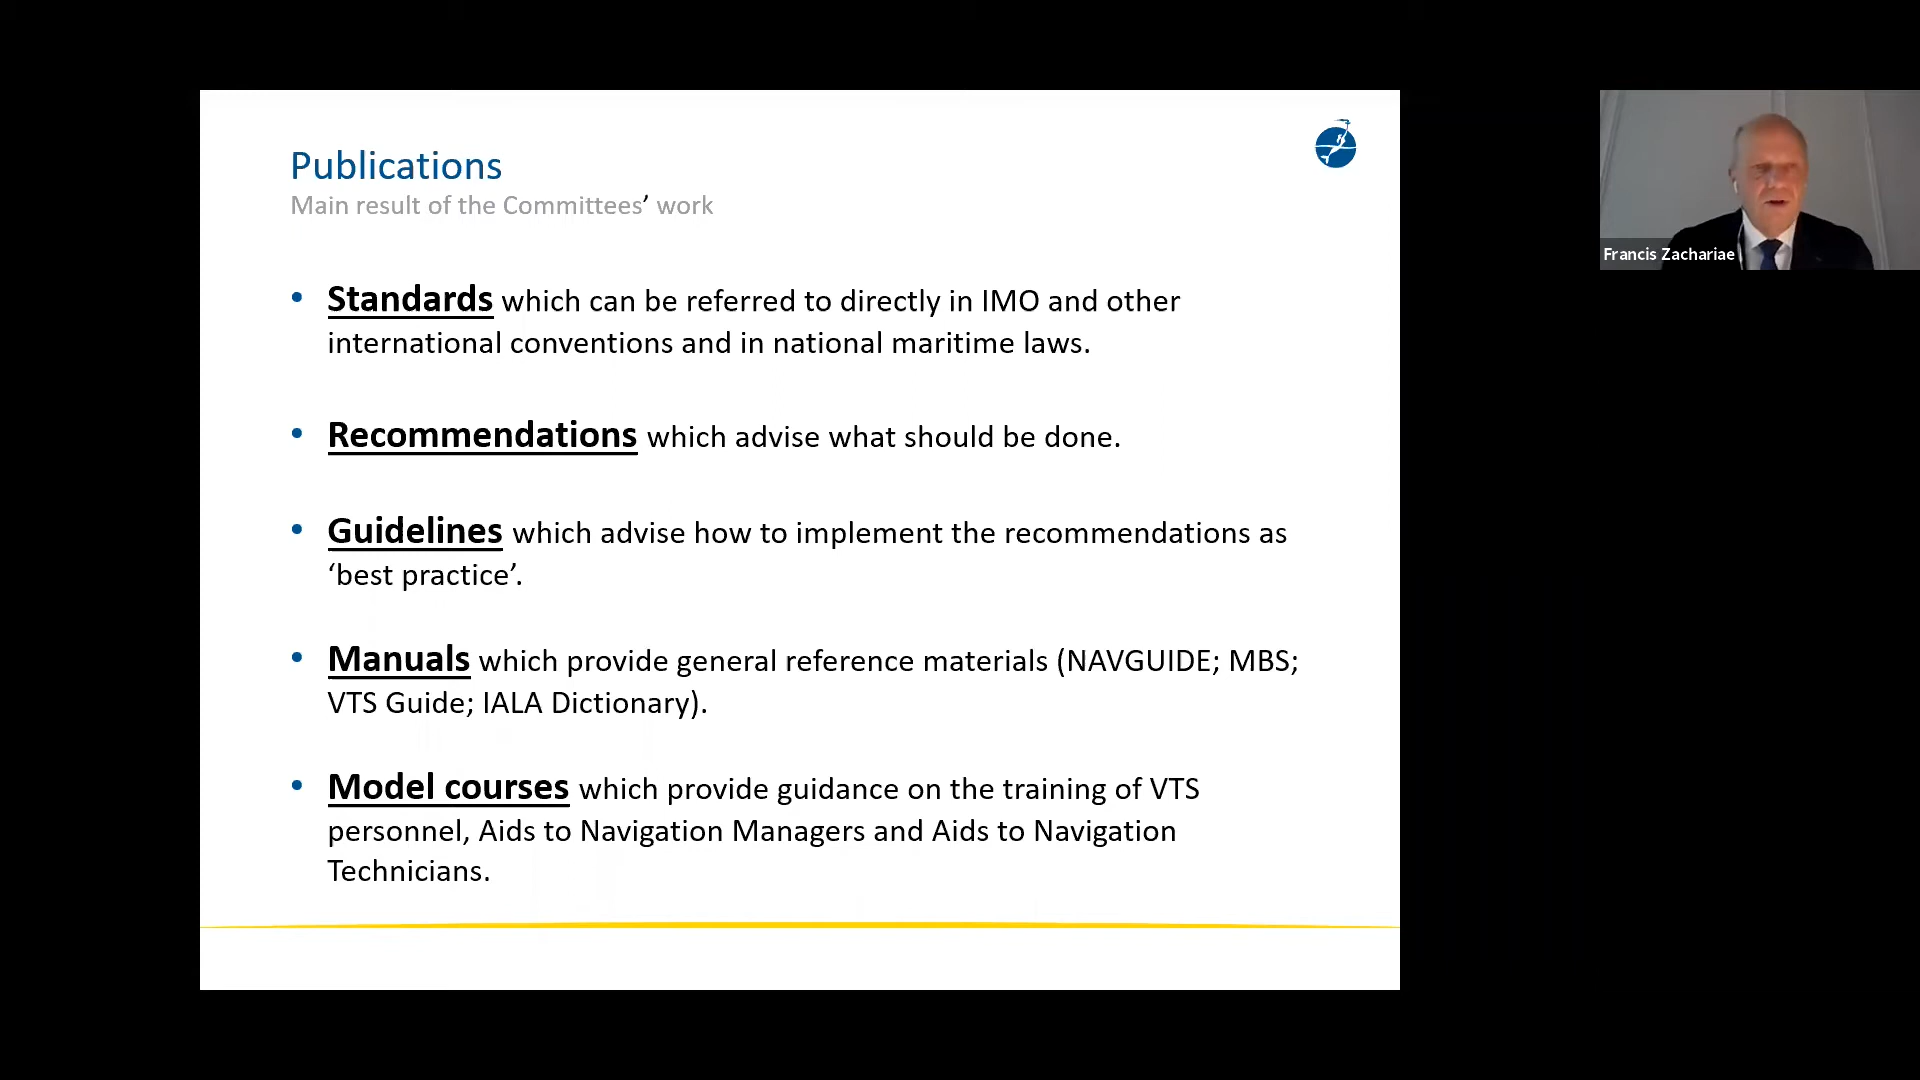 Publications
Main result of the Committees’ work
• Standards which can be referred to directly in IMO and other
international conventions and in national maritime laws.
• Recommendations which advise what should be done.
• Guidelines which advise how to implement the recommendations as
‘best practice’.
• Manuals which provide general reference materials (NAVGUIDE; MBS;
VTS Guide; IALA Dictionary).
• Model courses which provide guidance on the training of VTS
personnel, Aids to Navigation Managers and Aids to Navigation
Technicians.
Francis Zachariae